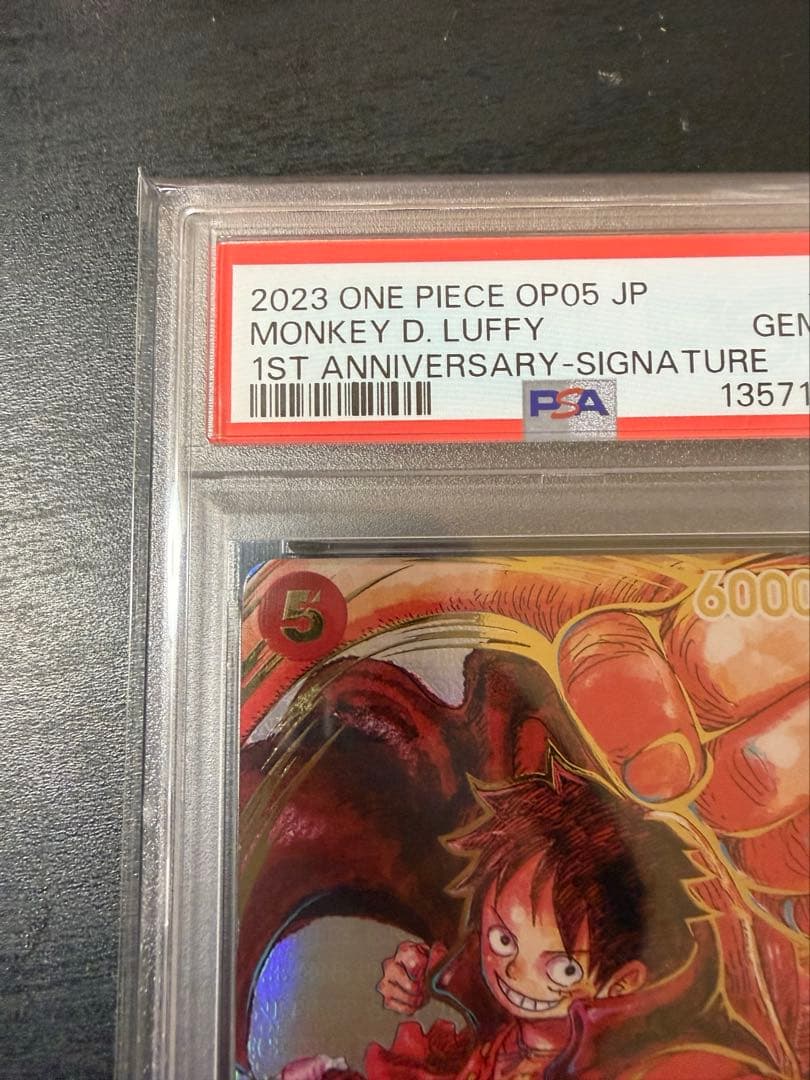 2023 ONE PIECE OP05 JP
MONKEY D. LUFFY
GEM
1ST ANNIVERSARY-SIGNATURE
PSA
13571
5
6000